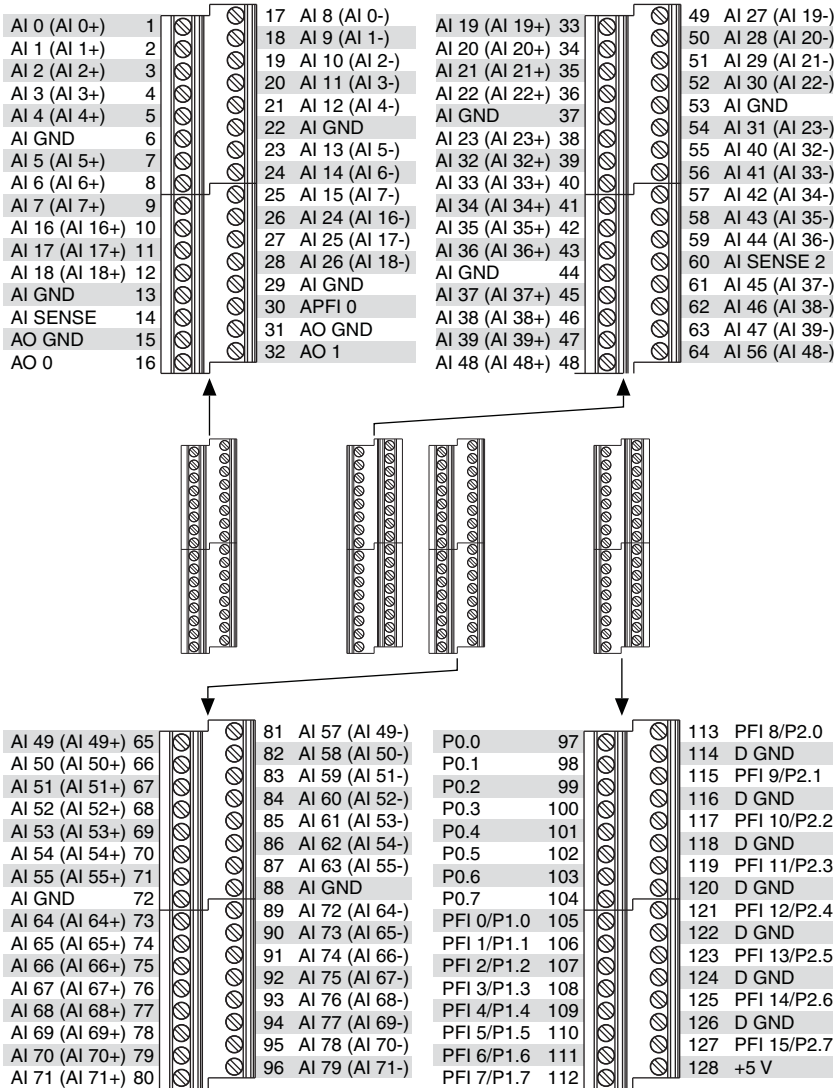 AI 0 (AI 0+) 1
AI 1 (AI 1+) 2
AI 2 (AI 2+) 3
AI 3 (AI 3+) 4
AI 4 (AI 4+) 5
AI GND 6
AI 5 (AI 5+) 7
AI 6 (AI 6+) 8
AI 7 (AI 7+) 9
AI 16 (AI 16+) 10
AI 17 (AI 17+) 11
AI 18 (AI 18+) 12
AI GND 13
AI SENSE 14
AO GND 15
AO 0 16
17 AI 8 (AI 0-)
18 AI 9 (AI 1-)
19 AI 10 (AI 2-)
20 AI 11 (AI 3-)
21 AI 12 (AI 4-)
22 AI GND
23 AI 13 (AI 5-)
24 AI 14 (AI 6-)
25 AI 15 (AI 7-)
26 AI 24 (AI 16-)
27 AI 25 (AI 17-)
28 AI 26 (AI 18-)
29 AI GND
30 APFI 0
31 AO GND
32 AO 1
AI 19 (AI 19+) 33
AI 20 (AI 20+) 34
AI 21 (AI 21+) 35
AI 22 (AI 22+) 36
AI GND 37
AI 23 (AI 23+) 38
AI 32 (AI 32+) 39
AI 33 (AI 33+) 40
AI 34 (AI 34+) 41
AI 35 (AI 35+) 42
AI 36 (AI 36+) 43
AI GND 44
AI 37 (AI 37+) 45
AI 38 (AI 38+) 46
AI 39 (AI 39+) 47
AI 48 (AI 48+) 48
49 AI 27 (AI 19-)
50 AI 28 (AI 20-)
51 AI 29 (AI 21-)
52 AI 30 (AI 22-)
53 AI GND
54 AI 31 (AI 23-)
55 AI 40 (AI 32-)
56 AI 41 (AI 33-)
57 AI 42 (AI 34-)
58 AI 43 (AI 35-)
59 AI 44 (AI 36-)
60 AI SENSE 2
61 AI 45 (AI 37-)
62 AI 46 (AI 38-)
63 AI 47 (AI 39-)
64 AI 56 (AI 48-)
AI 49 (AI 49+) 65
AI 50 (AI 50+) 66
AI 51 (AI 51+) 67
AI 52 (AI 52+) 68
AI 53 (AI 53+) 69
AI 54 (AI 54+) 70
AI 55 (AI 55+) 71
AI GND 72
AI 64 (AI 64+) 73
AI 65 (AI 65+) 74
AI 66 (AI 66+) 75
AI 67 (AI 67+) 76
AI 68 (AI 68+) 77
AI 69 (AI 69+) 78
AI 70 (AI 70+) 79
AI 71 (AI 71+) 80
81 AI 57 (AI 49-)
82 AI 58 (AI 50-)
83 AI 59 (AI 51-)
84 AI 60 (AI 52-)
85 AI 61 (AI 53-)
86 AI 62 (AI 54-)
87 AI 63 (AI 55-)
88 AI GND
89 AI 72 (AI 64-)
90 AI 73 (AI 65-)
91 AI 74 (AI 66-)
92 AI 75 (AI 67-)
93 AI 76 (AI 68-)
94 AI 77 (AI 69-)
95 AI 78 (AI 70-)
96 AI 79 (AI 71-)
P0.0 97
P0.1 98
P0.2 99
P0.3 100
P0.4 101
P0.5 102
P0.6 103
P0.7 104
PFI 0/P1.0 105
PFI 1/P1.1 106
PFI 2/P1.2 107
PFI 3/P1.3 108
PFI 4/P1.4 109
PFI 5/P1.5 110
PFI 6/P1.6 111
PFI 7/P1.7 112
113 PFI 8/P2.0
114 D GND
115 PFI 9/P2.1
116 D GND
117 PFI 10/P2.2
118 D GND
119 PFI 11/P2.3
120 D GND
121 PFI 12/P2.4
122 D GND
123 PFI 13/P2.5
124 D GND
125 PFI 14/P2.6
126 D GND
127 PFI 15/P2.7
128 +5 V